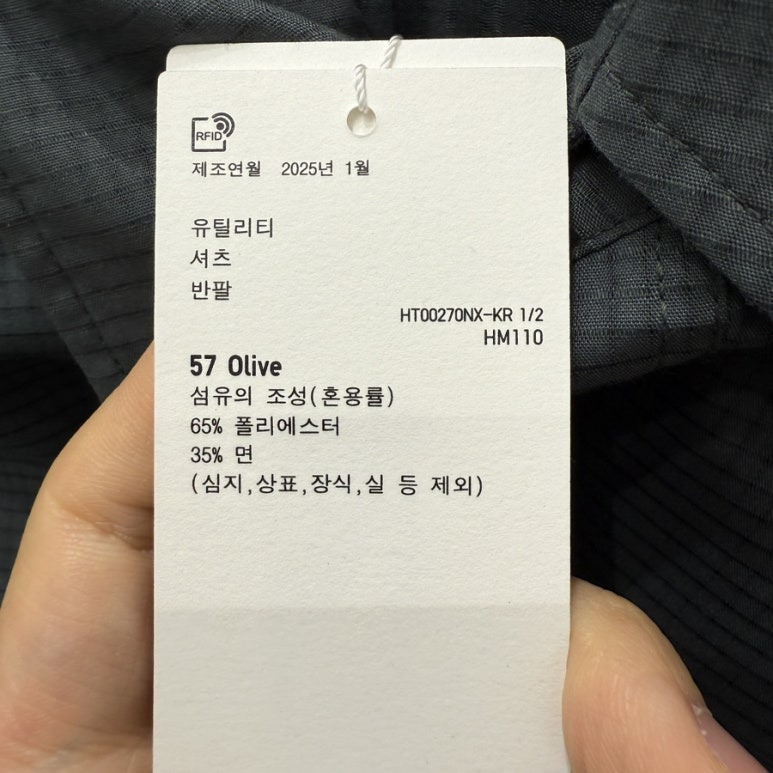 RFID
제조연월 2025년 1월
유틸리티
셔츠
반팔
HT00270NX-KR 1/2
HM110
57 Olive
섬유의 조성(혼용률)
65% 폴리에스터
35% 면
(심지,상표,장식,실 등 제외)